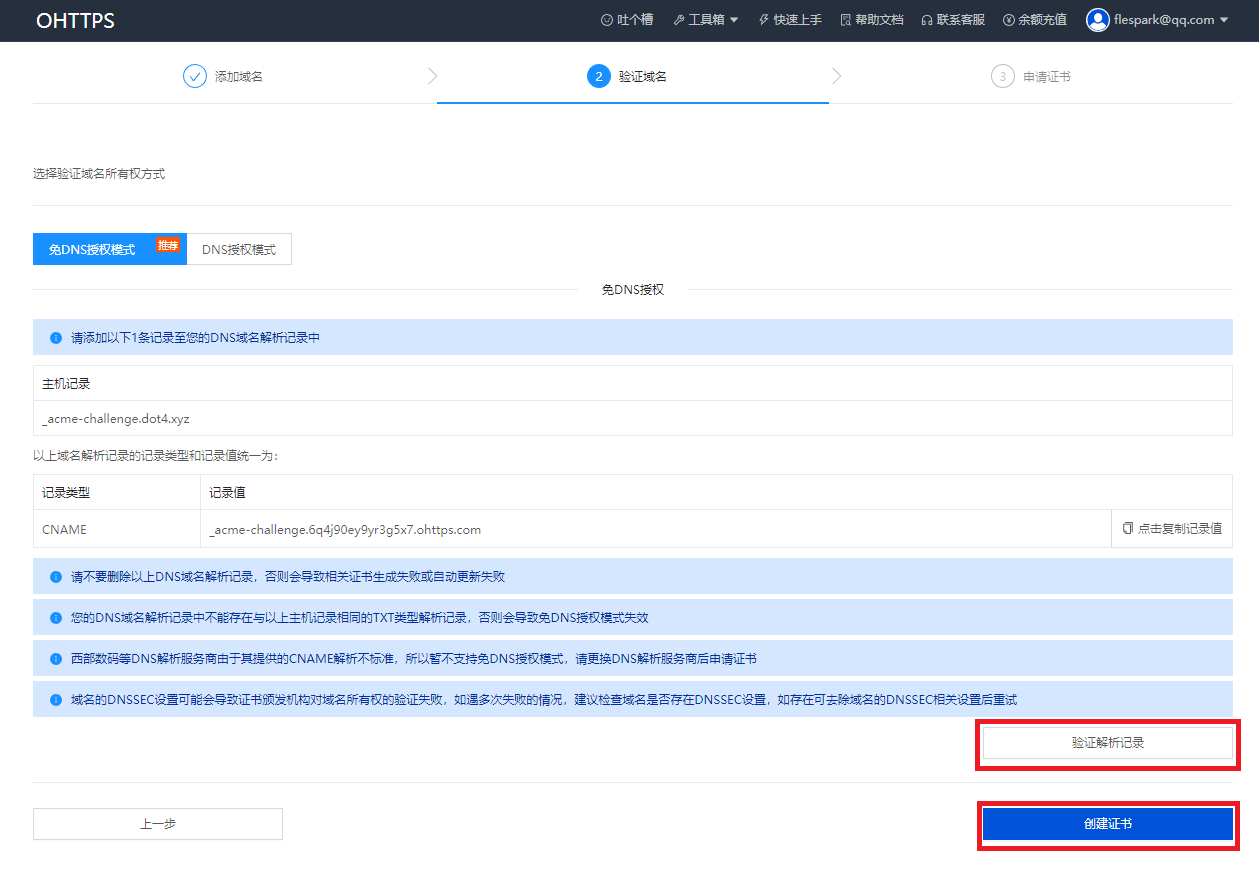 OHTTPS
吐个槽 工具箱 快速上手 帮助文档 联系客服 余额充值 flespark@qq.com
添加域名 2 验证域名 3 申请证书
选择验证域名所有权方式
免DNS授权模式 推荐 DNS授权模式
免DNS授权
请添加以下1条记录至您的DNS域名解析记录中
主机记录
_acme-challenge.dot4.xyz
以上域名解析记录的记录类型和记录值统一为：
记录类型 记录值
CNAME _acme-challenge.6q4j90ey9yr3g5x7.ohttps.com 点击复制记录值
请不要删除以上DNS域名解析记录，否则会导致相关证书生成失败或自动更新失败
您的DNS域名解析记录中不能存在与以上主机记录相同的TXT类型解析记录，否则会导致免DNS授权模式失效
西部数码等DNS解析服务商由于其提供的CNAME解析不标准，所以暂不支持免DNS授权模式，请更换DNS解析服务商后申请证书
域名的DNSSEC设置可能会导致证书颁发机构对域名所有权的验证失败，如遇多次失败的情况，建议检查域名是否存在DNSSEC设置，如存在可去除域名的DNSSEC相关设置后重试
验证解析记录
上一步 创建证书